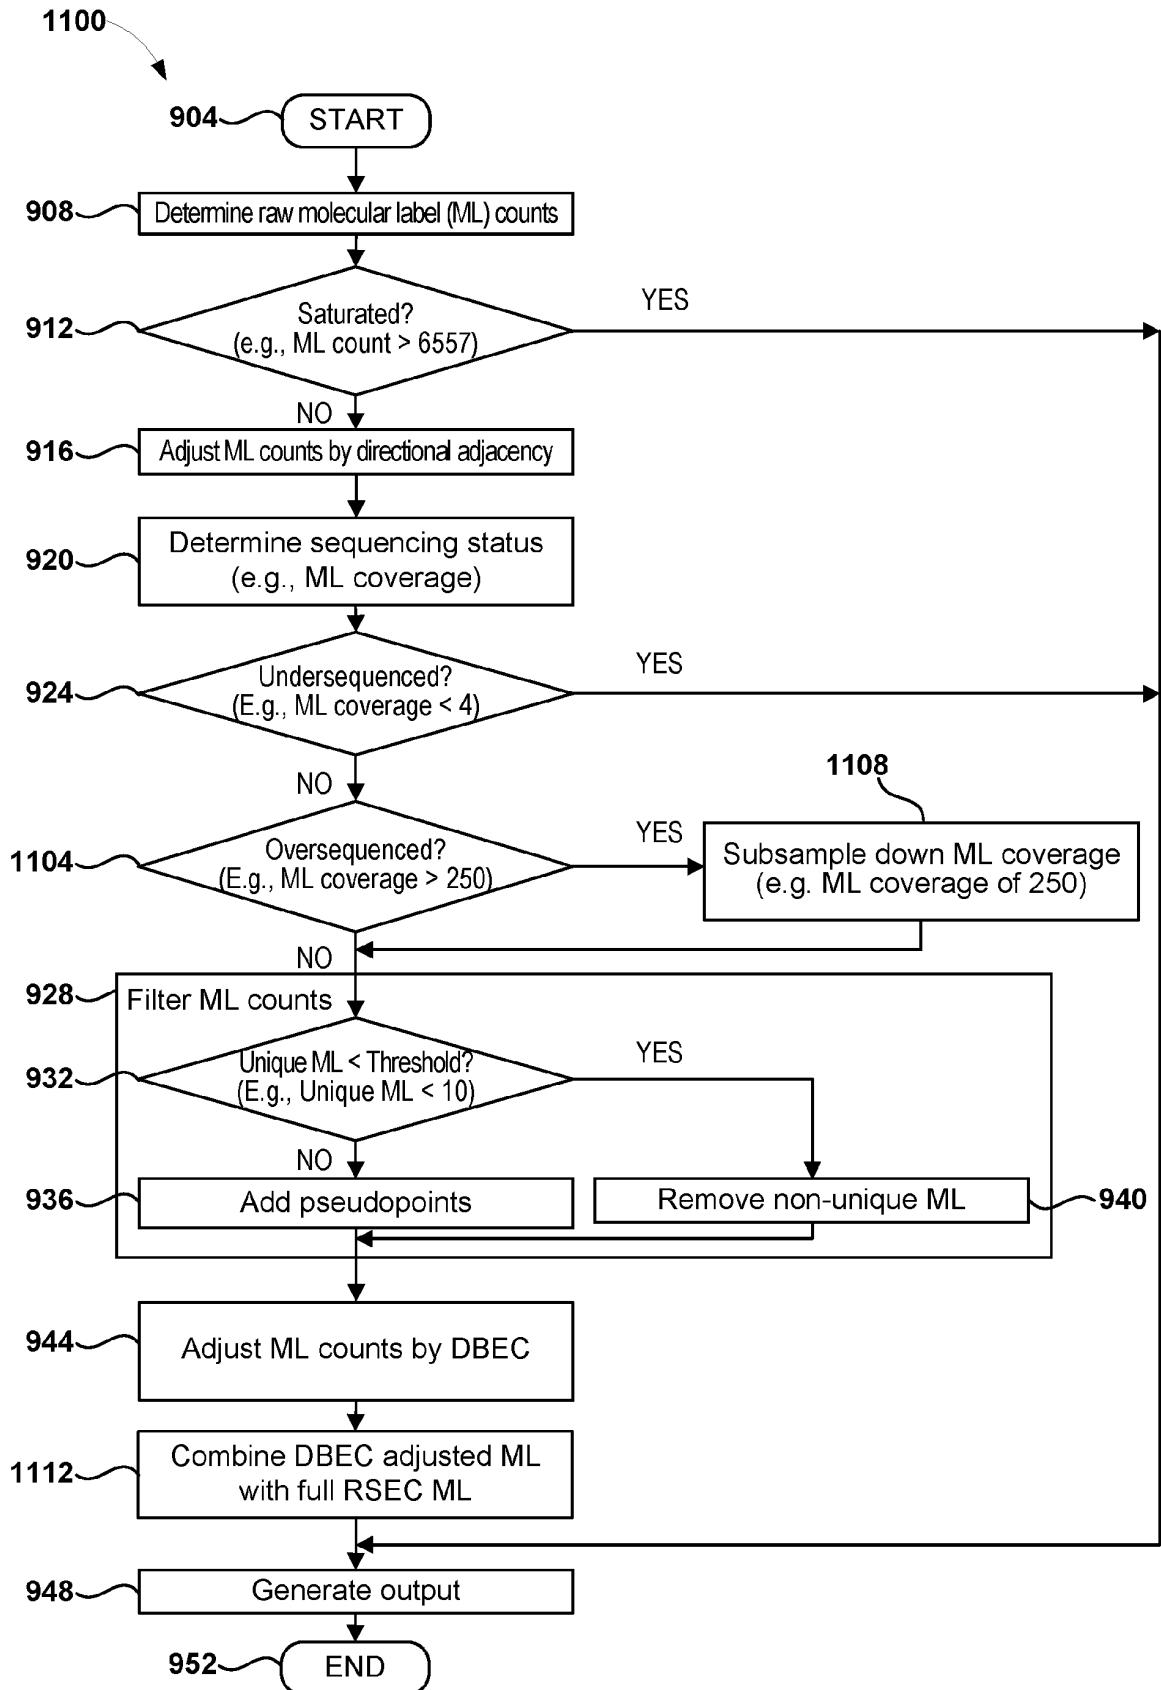 1100
904
START
908
Determine raw molecular label (ML) counts
912
Saturated?
(e.g., ML count > 6557)
YES
NO
916
Adjust ML counts by directional adjacency
920
Determine sequencing status
(e.g., ML coverage)
924
Undersequenced?
(E.g., ML coverage < 4)
YES
NO
1104
Oversequenced?
(E.g., ML coverage > 250)
YES
1108
Subsample down ML coverage
(e.g. ML coverage of 250)
NO
928
Filter ML counts
932
Unique ML < Threshold?
(E.g., Unique ML < 10)
YES
NO
936
Add pseudopoints
Remove non-unique ML
940
944
Adjust ML counts by DBEC
1112
Combine DBEC adjusted ML
with full RSEC ML
948
Generate output
952
END